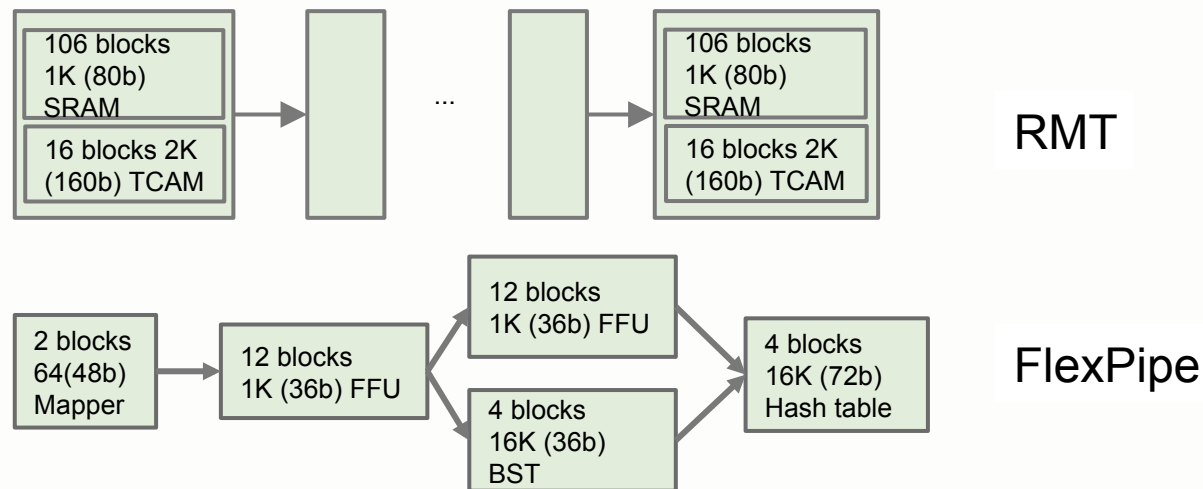 106 blocks
1K (80b)
SRAM
16 blocks 2K
(160b) TCAM
...
106 blocks
1K (80b)
SRAM
16 blocks 2K
(160b) TCAM
RMT
2 blocks
64(48b)
Mapper
12 blocks
1K (36b) FFU
12 blocks
1K (36b) FFU
4 blocks
16K (36b)
BST
4 blocks
16K (72b)
Hash table
FlexPipe